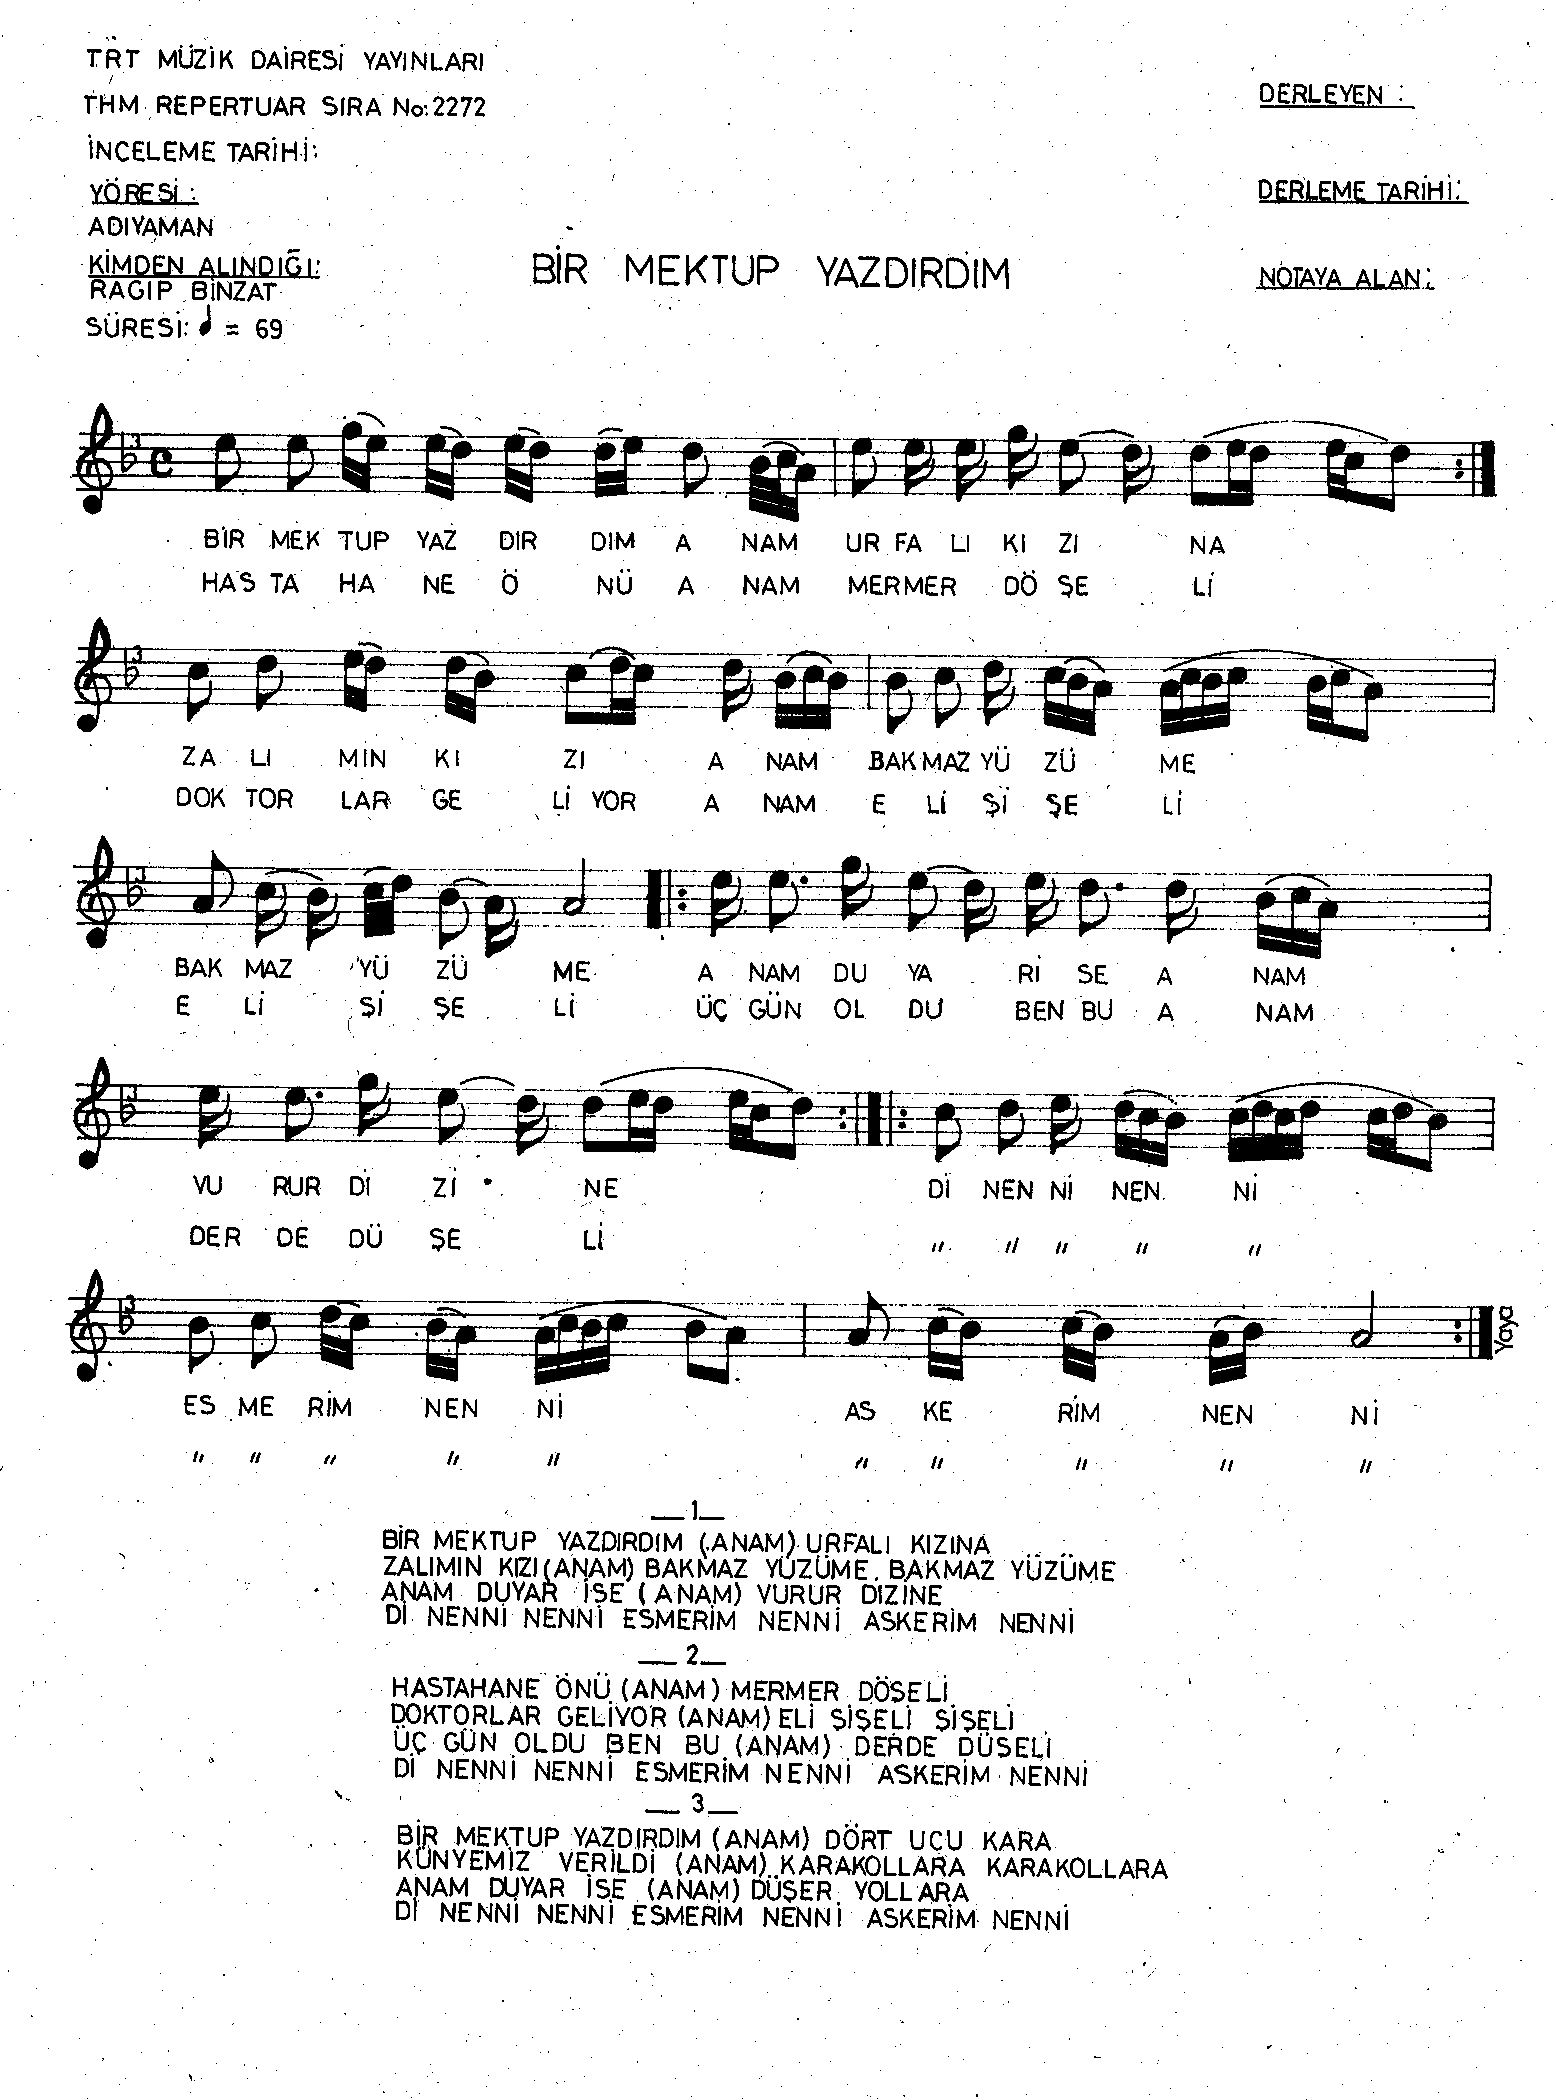 TRT MÜZİK DAİRESİ YAYINLARI
THM REPERTUAR SIRA No:2272
İNCELEME TARİHİ:
YÖRESİ:
ADIYAMAN
KİMDEN ALINDIĞI:
RAGIP BİNZAT
SÜRESİ: ♩ = 69
DERLEYEN :
DERLEME TARİHİ:
NOTAYA ALAN:
BİR MEKTUP YAZDIRDIM
BİR MEK TUP YAZ DIR DIM A NAM UR FA LI KI ZI NA
HAS TA HA NE Ö NÜ A NAM MERMER DÖ ŞE Lİ
ZA LI MIN KI ZI A NAM BAK MAZ YÜ ZÜ ME
DOK TOR LAR GE Lİ YOR A NAM E Lİ Şİ ŞE Lİ
BAK MAZ YÜ ZÜ ME A NAM DU YA Rİ SE A NAM
E Lİ Şİ ŞE Lİ ÜÇ GÜN OL DU BEN BU A NAM
VU RUR Dİ Zİ NE Dİ NEN Nİ NEN Nİ
DER DE DÜ ŞE Lİ " " " " "
ES ME RİM NEN Nİ AS KE RİM NEN Nİ
" " " " " " " " " "
Yaya
1
BİR MEKTUP YAZDIRDIM (ANAM) URFALI KIZINA
ZALIMIN KIZI (ANAM) BAKMAZ YÜZÜME, BAKMAZ YÜZÜME
ANAM DUYAR İSE (ANAM) VURUR DİZİNE
Dİ NENNİ NENNİ ESMERİM NENNİ ASKERİM NENNİ
2
HASTAHANE ÖNÜ (ANAM) MERMER DÖŞELİ
DOKTORLAR GELİYOR (ANAM) ELİ ŞİŞELİ ŞİŞELİ
ÜÇ GÜN OLDU BEN BU (ANAM) DERDE DÜŞELİ
Dİ NENNİ NENNİ ESMERİM NENNİ ASKERİM NENNİ
3
BİR MEKTUP YAZDIRDIM (ANAM) DÖRT UCU KARA
KÜNYEMİZ VERİLDİ (ANAM) KARAKOLLARA KARAKOLLARA
ANAM DUYAR İSE (ANAM) DÜŞER YOLLARA
Dİ NENNİ NENNİ ESMERİM NENNİ ASKERİM NENNİ